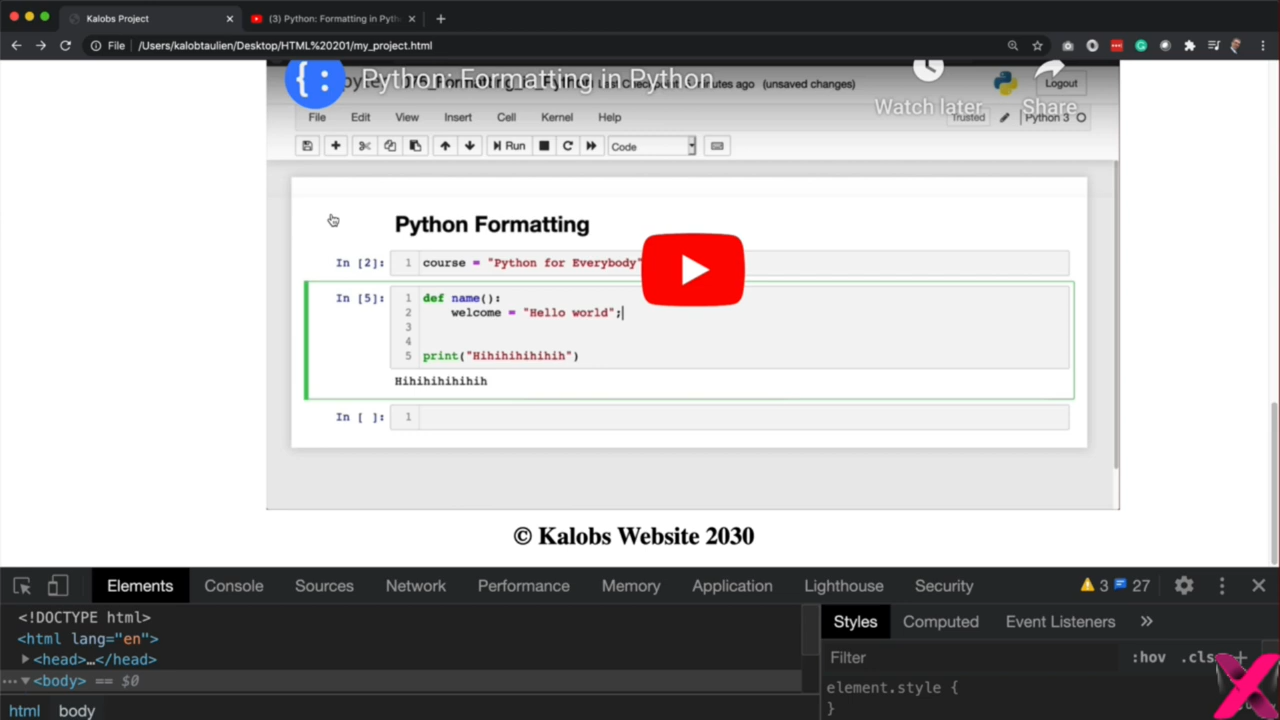 Kalobs Project
(3) Python: Formatting in Pyth
File /Users/kalobtaulien/Desktop/HTML%20201/my_project.html
{ :
Python: Formatting in Python
minutes ago (unsaved changes)
Logout
Watch later
Share
File Edit View Insert Cell Kernel Help
Trusted
Python 3
Run
Code
Python Formatting
In [2]: 1 course = "Python for Everybody"
In [5]: 1 def name():
2 welcome = "Hello world";
3
4
5 print("Hihihihihihih")
Hihihihihihih
In [ ]: 1
© Kalobs Website 2030
Elements Console Sources Network Performance Memory Application Lighthouse Security 3 27
<!DOCTYPE html>
<html lang="en">
<head>…</head>
<body> == $0
html body
Styles Computed Event Listeners »
Filter :hov .cls +
element.style {
}